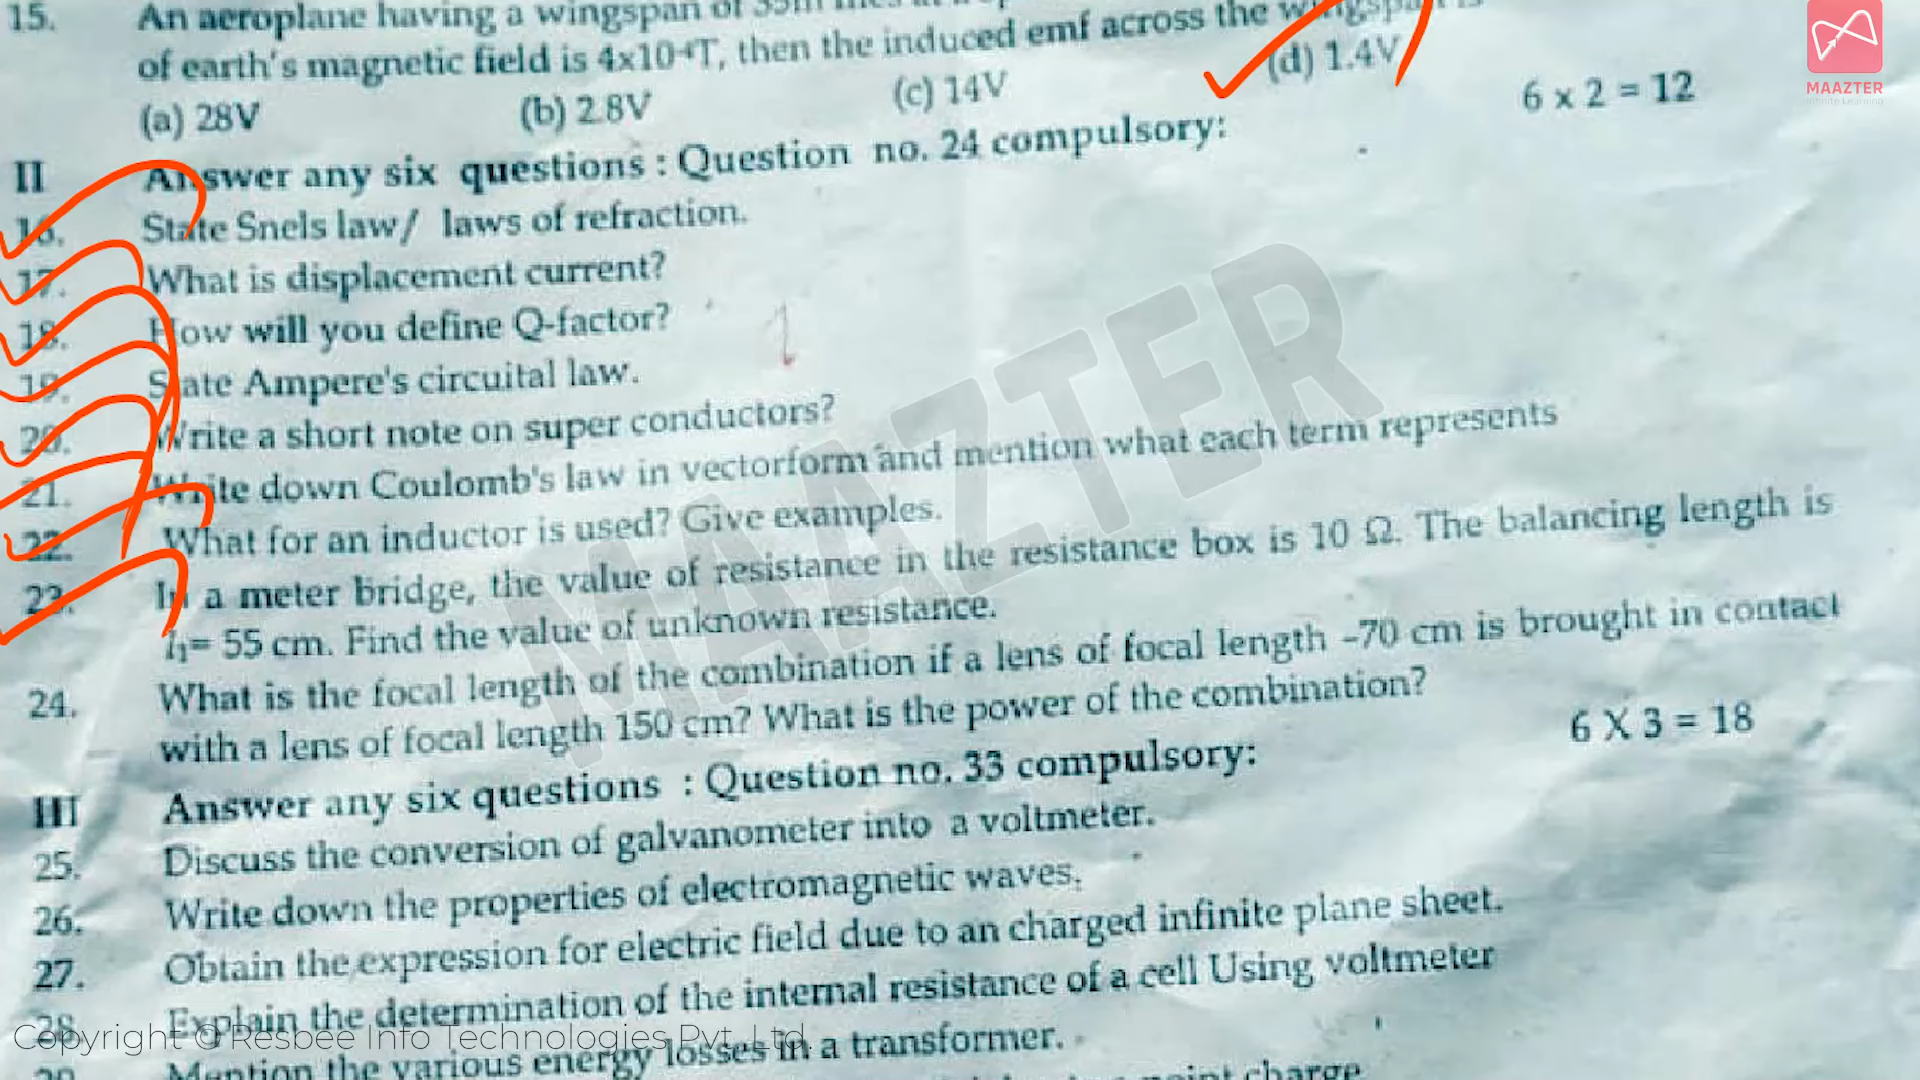 15. An aeroplane having a wingspan of 35m
of earth's magnetic field is 4x10⁻⁴T, then the induced emf across the wingspan is
(a) 28V (b) 2.8V (c) 14V (d) 1.4V
6 x 2 = 12
II Answer any six questions : Question no. 24 compulsory:
16. State Snels law/ laws of refraction.
17. What is displacement current?
18. How will you define Q-factor?
19. State Ampere's circuital law.
20. Write a short note on super conductors?
21. Write down Coulomb's law in vectorform and mention what each term represents
22. What for an inductor is used? Give examples.
23. In a meter bridge, the value of resistance in the resistance box is 10 Ω. The balancing length is
l₁= 55 cm. Find the value of unknown resistance.
24. What is the focal length of the combination if a lens of focal length –70 cm is brought in contact
with a lens of focal length 150 cm? What is the power of the combination?
6 X 3 = 18
III Answer any six questions : Question no. 33 compulsory:
25. Discuss the conversion of galvanometer into a voltmeter.
26. Write down the properties of electromagnetic waves.
27. Obtain the expression for electric field due to an charged infinite plane sheet.
28. Explain the determination of the internal resistance of a cell Using voltmeter
29. Mention the various energy losses in a transformer.
point charge
MAAZTER
Infinite Learning
MAAZTER
Copyright © Resbee Info Technologies Pvt. Ltd.